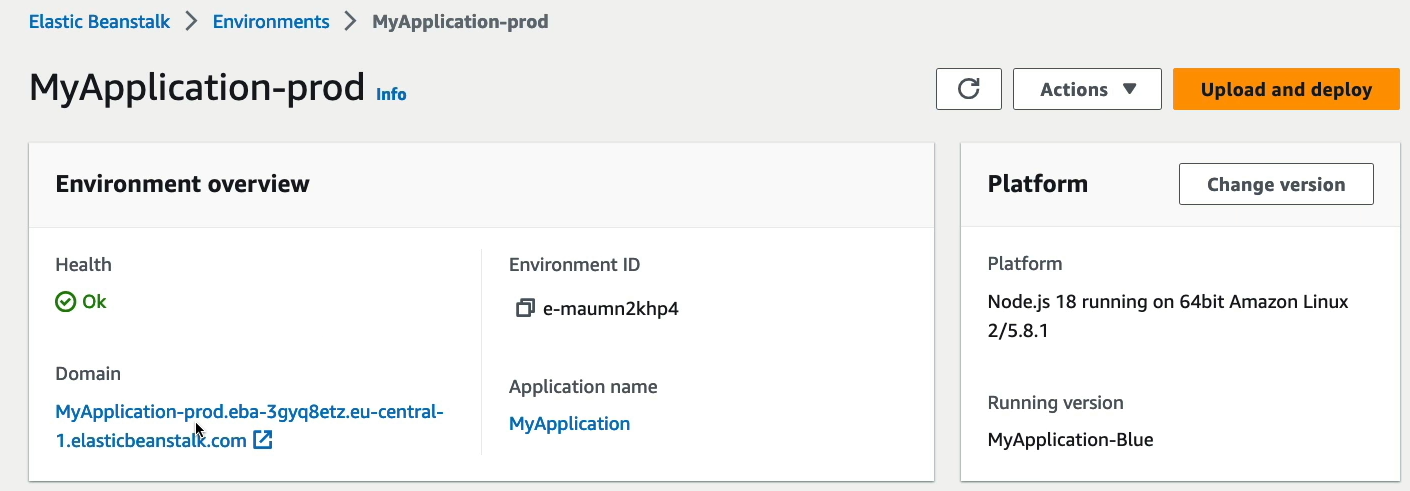 Elastic Beanstalk > Environments > MyApplication-prod
MyApplication-prod Info
Actions ▼
Upload and deploy
Environment overview
Health
Ok
Domain
MyApplication-prod.eba-3gyq8etz.eu-central-
1.elasticbeanstalk.com
Environment ID
e-maumn2khp4
Application name
MyApplication
Platform
Change version
Platform
Node.js 18 running on 64bit Amazon Linux
2/5.8.1
Running version
MyApplication-Blue